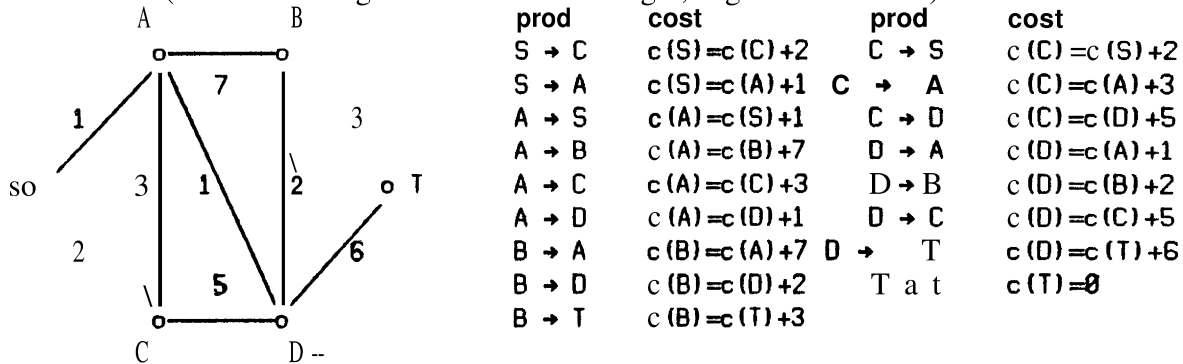 A B
7
1
3
so 3 1 2 o T
2
6
5
C D --
prod cost prod cost
S → C c(S)=c(C)+2 C → S c(C)=c(S)+2
S → A c(S)=c(A)+1 C → A c(C)=c(A)+3
A → S c(A)=c(S)+1 C → D c(C)=c(D)+5
A → B c(A)=c(B)+7 D → A c(D)=c(A)+1
A → C c(A)=c(C)+3 D → B c(D)=c(B)+2
A → D c(A)=c(D)+1 D → C c(D)=c(C)+5
B → A c(B)=c(A)+7 D → T c(D)=c(T)+6
B → D c(B)=c(D)+2 T a t c(T)=0
B → T c(B)=c(T)+3